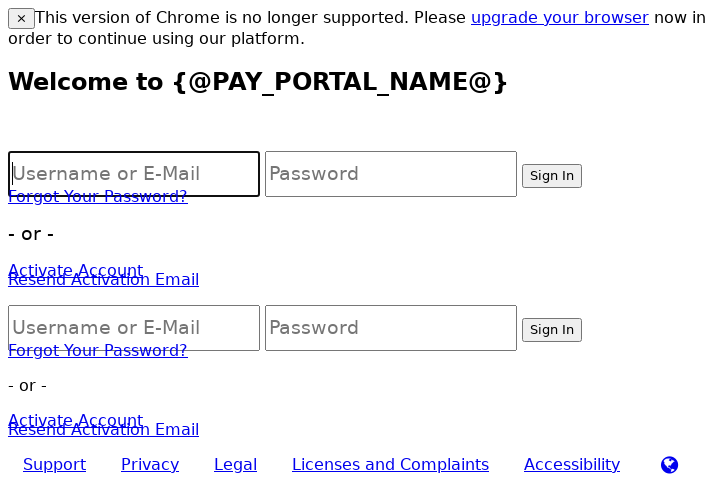 ×This version of Chrome is no longer supported. Please upgrade your browser now in
order to continue using our platform.
Welcome to {@PAY_PORTAL_NAME@}
Username or E-Mail Password Sign In
Forgot Your Password?
- or -
Activate Account
Resend Activation Email
Username or E-Mail Password Sign In
Forgot Your Password?
- or -
Activate Account
Resend Activation Email
Support Privacy Legal Licenses and Complaints Accessibility